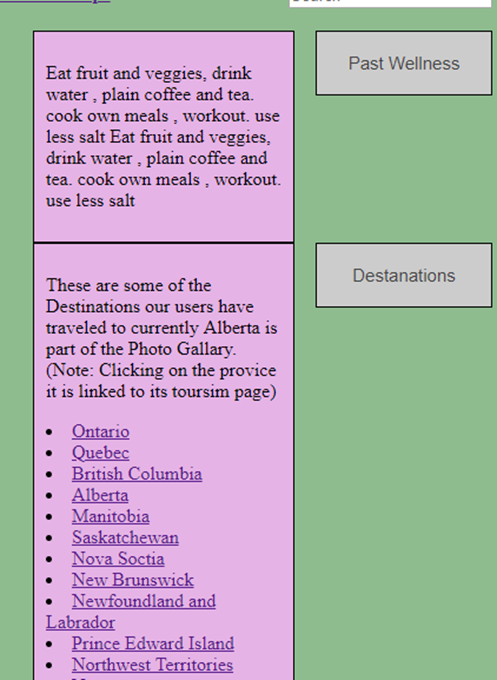 Eat fruit and veggies, drink
water , plain coffee and tea.
cook own meals , workout. use
less salt Eat fruit and veggies,
drink water , plain coffee and
tea. cook own meals , workout.
use less salt
Past Wellness
These are some of the
Destinations our users have
traveled to currently Alberta is
part of the Photo Gallary.
(Note: Clicking on the provice
it is linked to its toursim page)
Destanations
• Ontario
• Quebec
• British Columbia
• Alberta
• Manitobia
• Saskatchewan
• Nova Soctia
• New Brunswick
• Newfoundland and
Labrador
• Prince Edward Island
• Northwest Territories